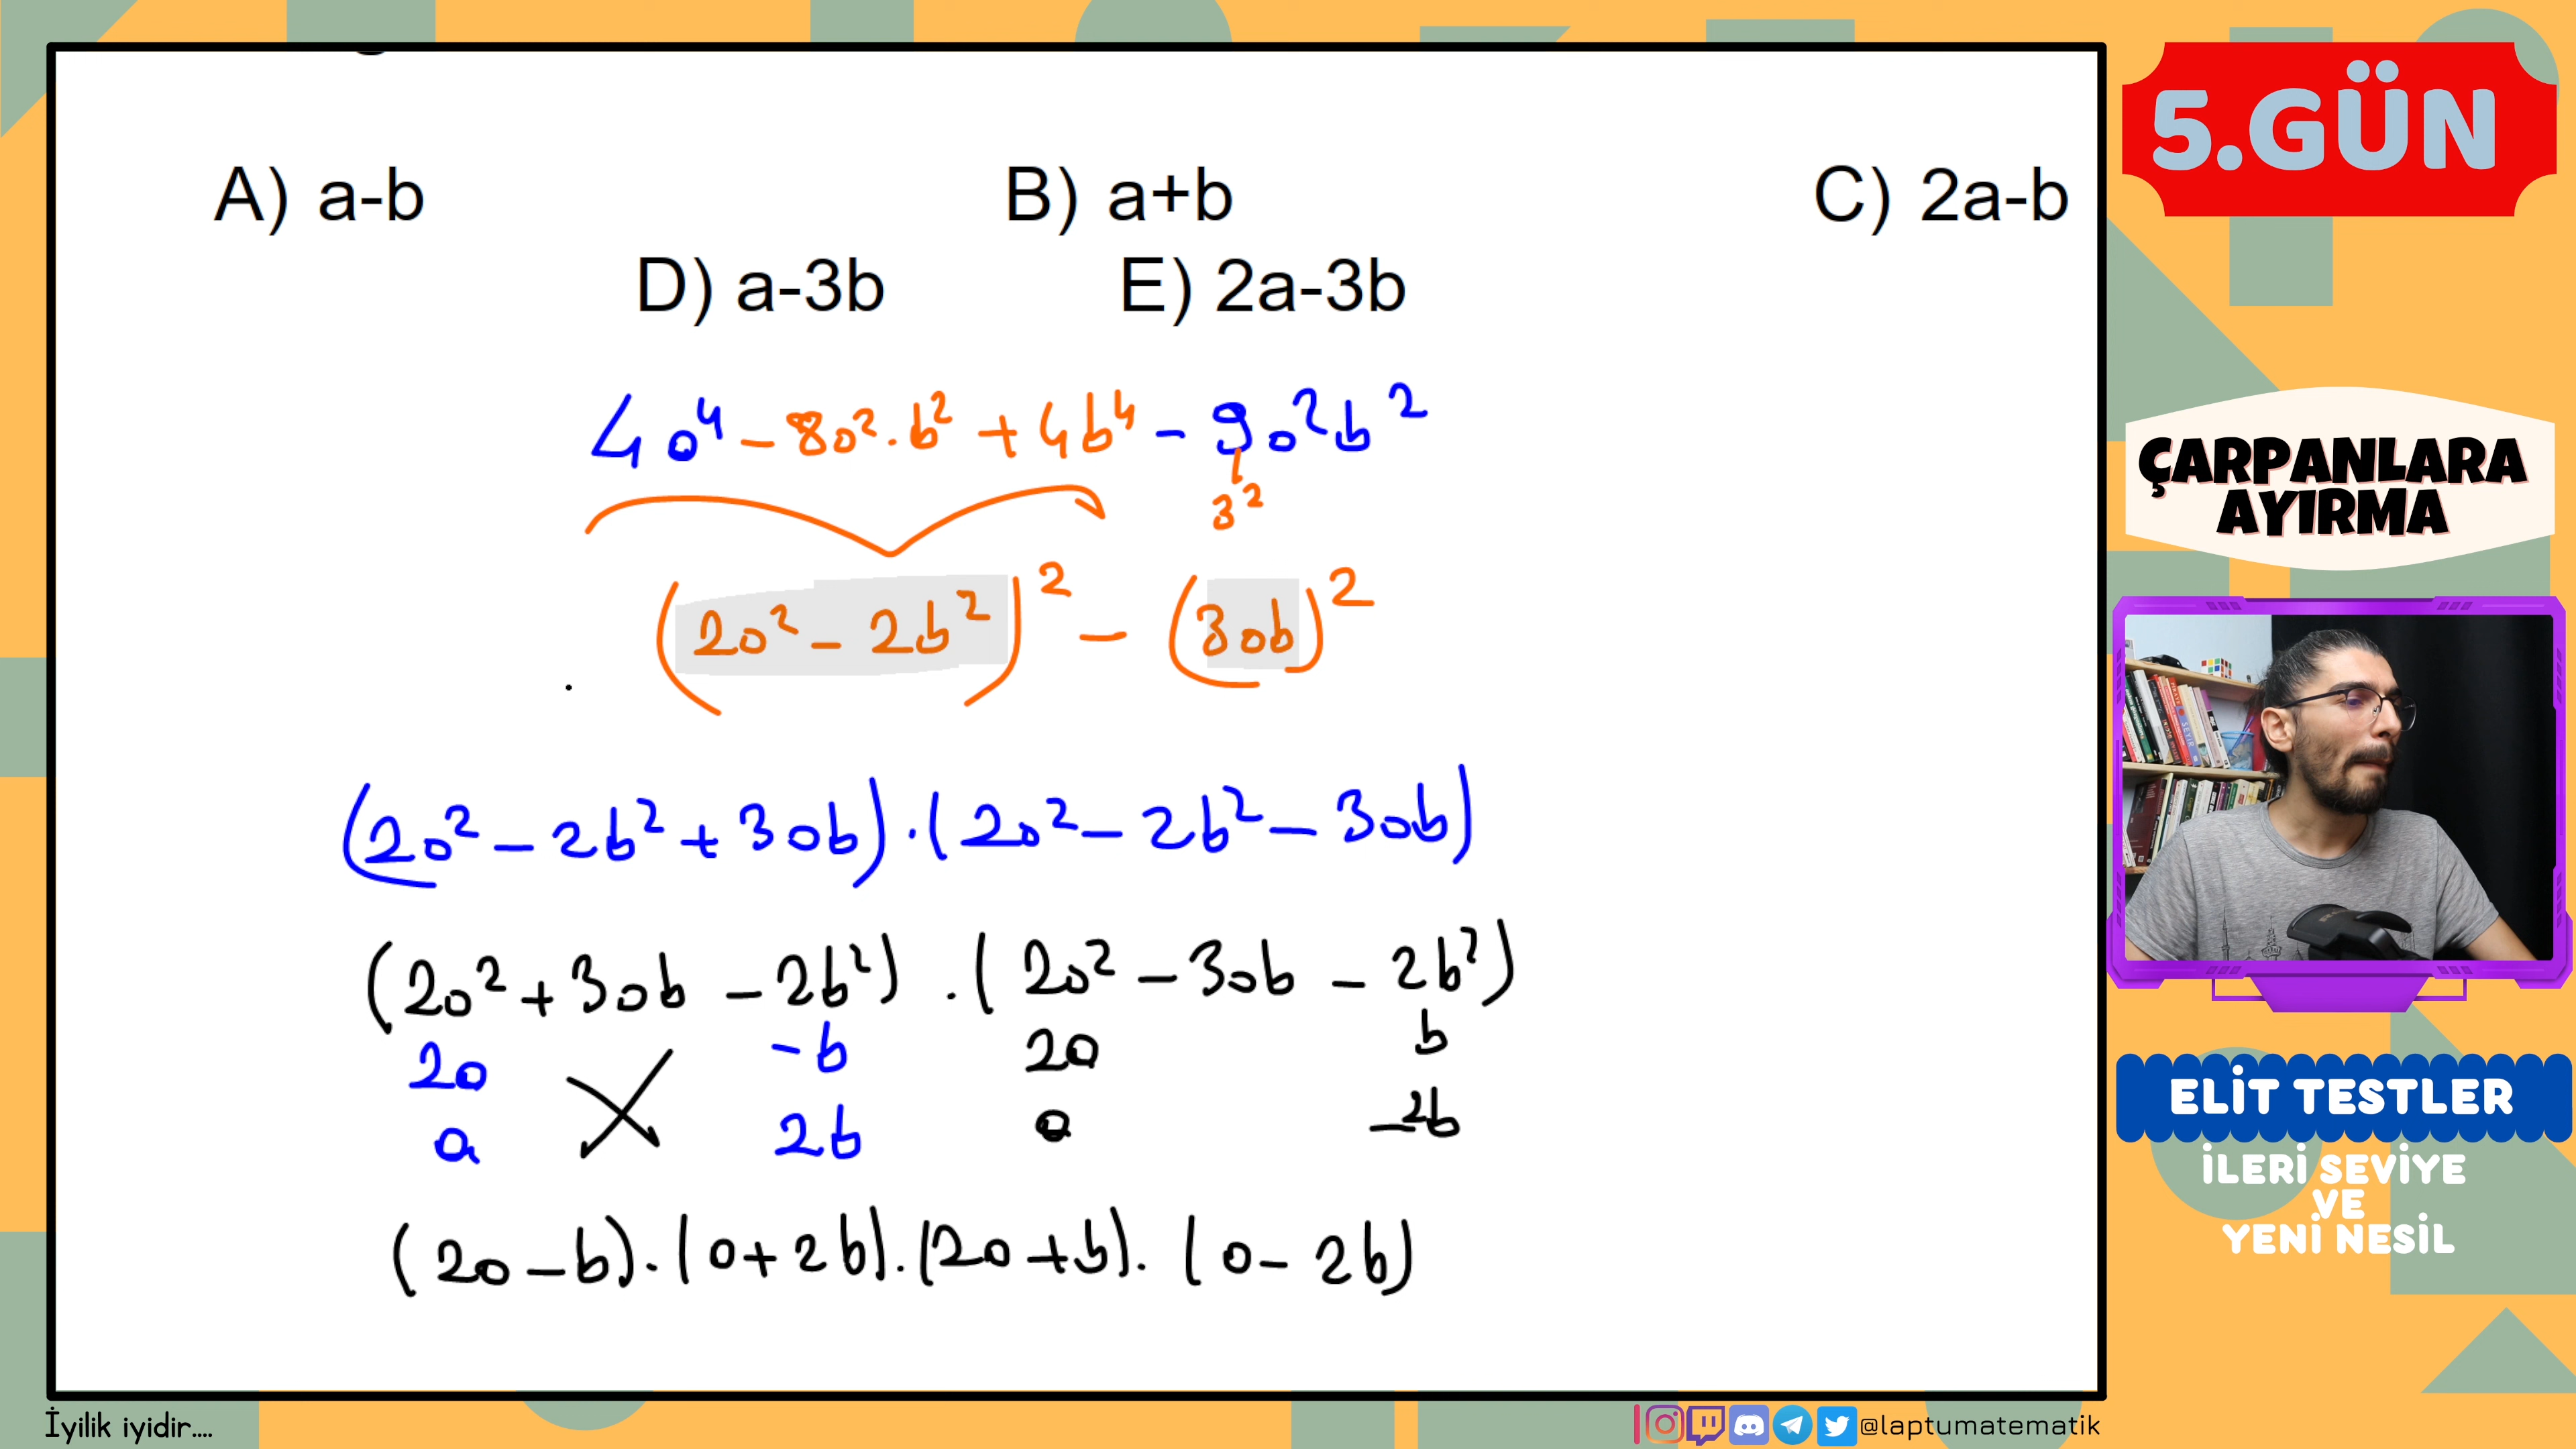 5.GÜN
A) a-b B) a+b C) 2a-b
D) a-3b E) 2a-3b
4a⁴ - 8a².b² + 4b⁴ - 9a²b²
3²
(2a² - 2b²)² - (3ab)²
(2a² - 2b² + 3ab).(2a² - 2b² - 3ab)
(2a² + 3ab - 2b²).(2a² - 3ab - 2b²)
2a -b 2a b
a 2b a -2b
(2a - b).(a + 2b).(2a + b).(a - 2b)
ÇARPANLARA
AYIRMA
ELİT TESTLER
İLERİ SEVİYE
VE
YENİ NESİL
İyilik iyidir....
@laptumatematik